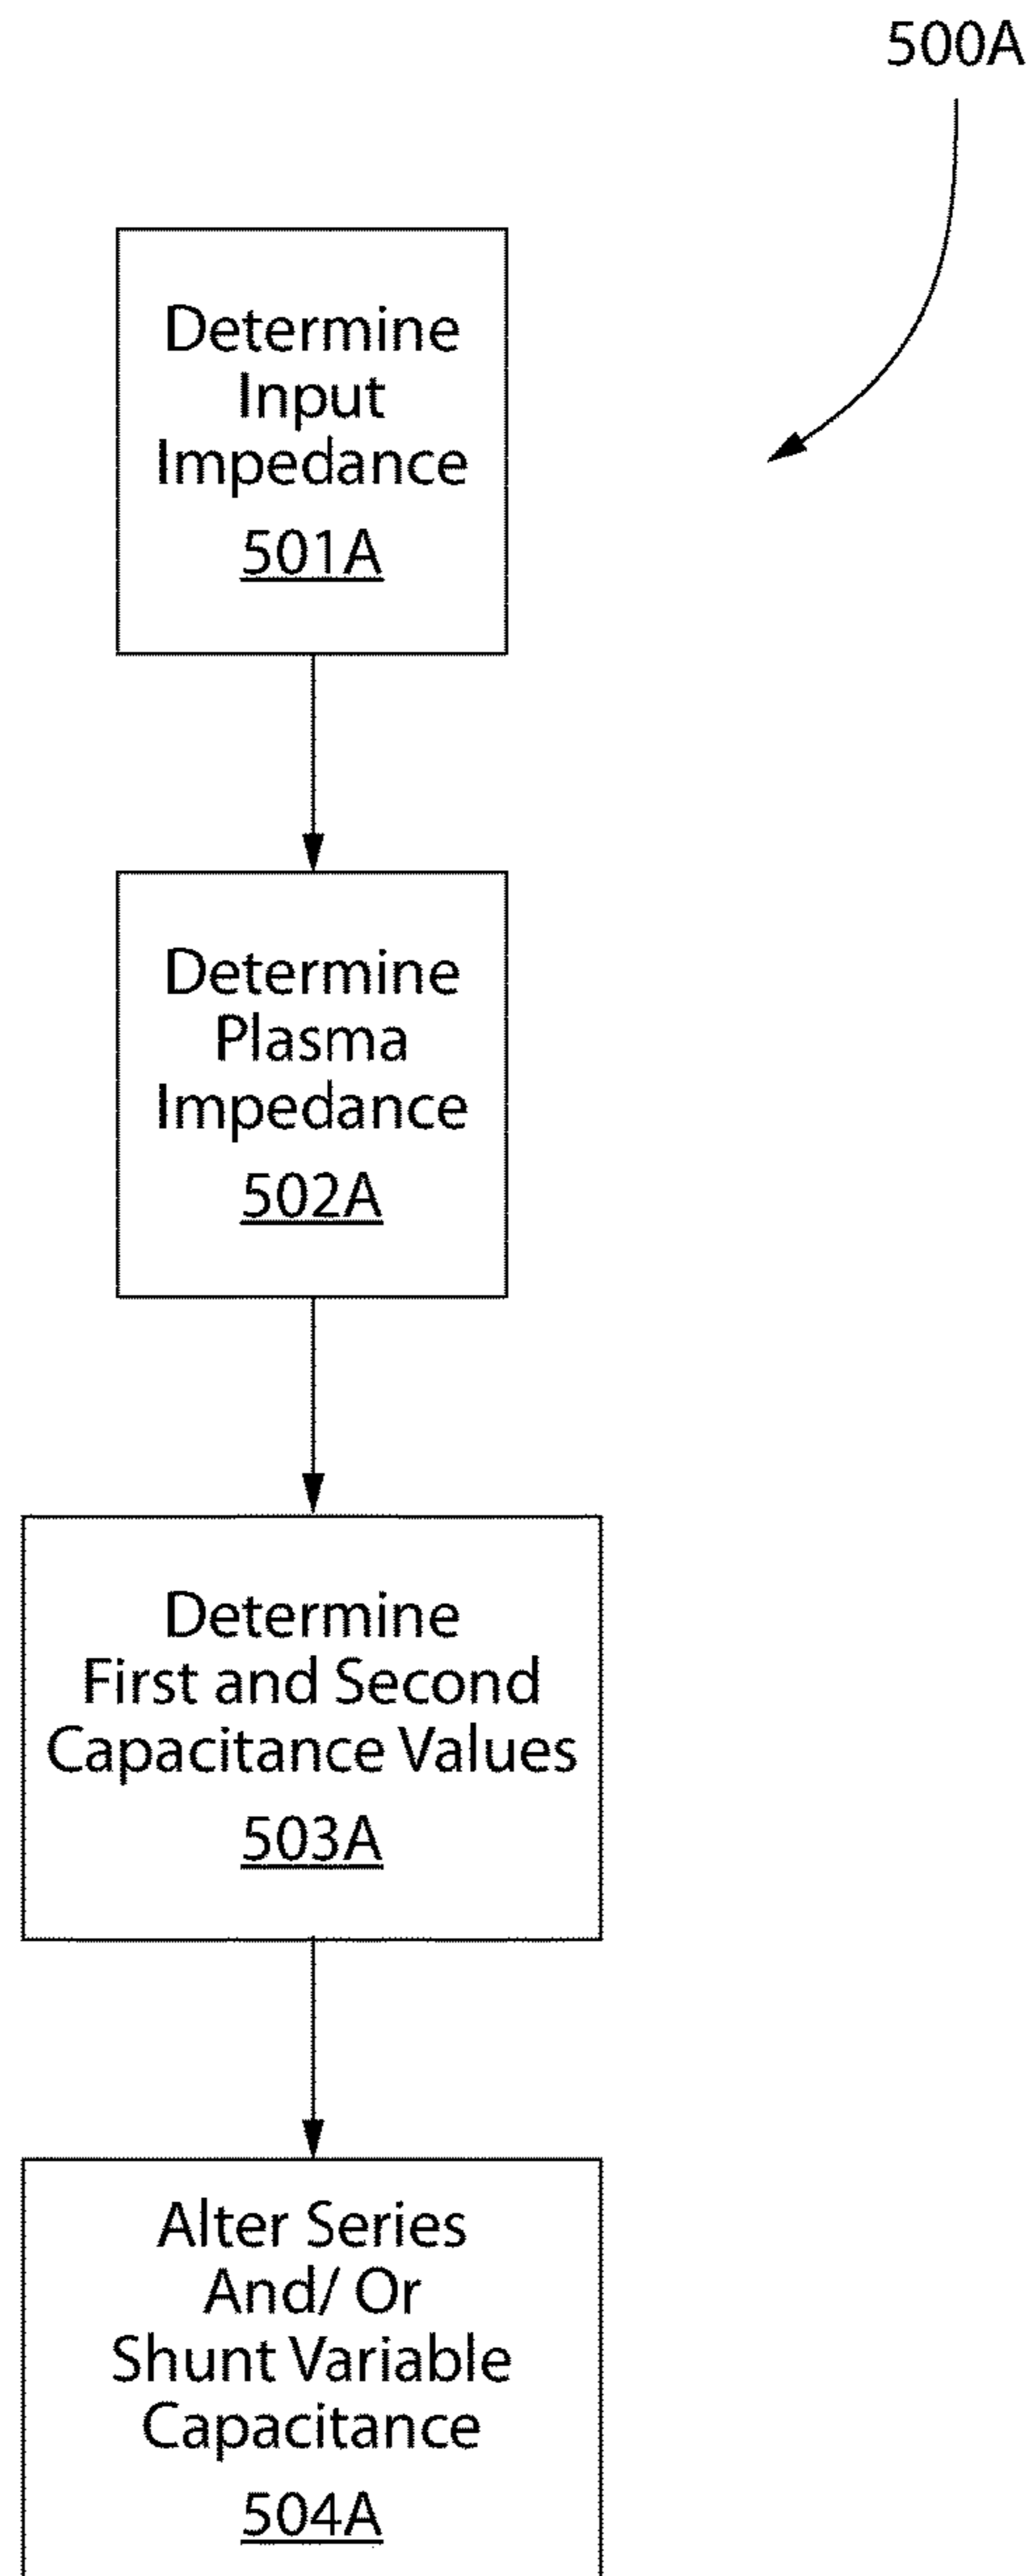 500A
Determine
Input
Impedance
501A
Determine
Plasma
Impedance
502A
Determine
First and Second
Capacitance Values
503A
Alter Series
And/ Or
Shunt Variable
Capacitance
504A